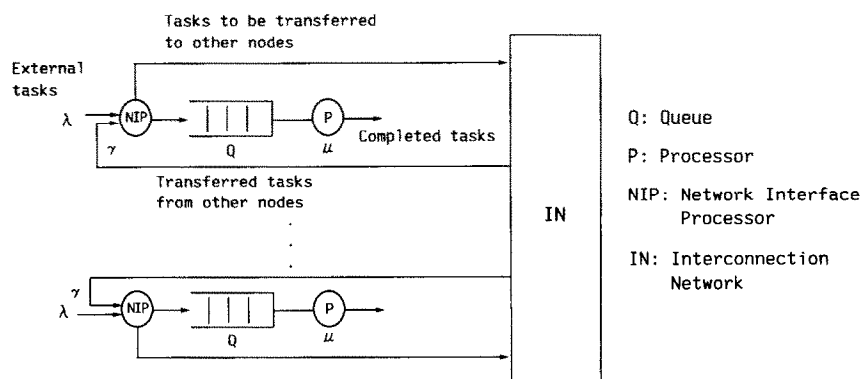 Tasks to be transferred
to other nodes
External
tasks
λ
NIP
γ
Q
P
μ
Completed tasks
Transferred tasks
from other nodes
IN
γ
λ
NIP
Q
P
μ
Q: Queue
P: Processor
NIP: Network Interface
Processor
IN: Interconnection
Network